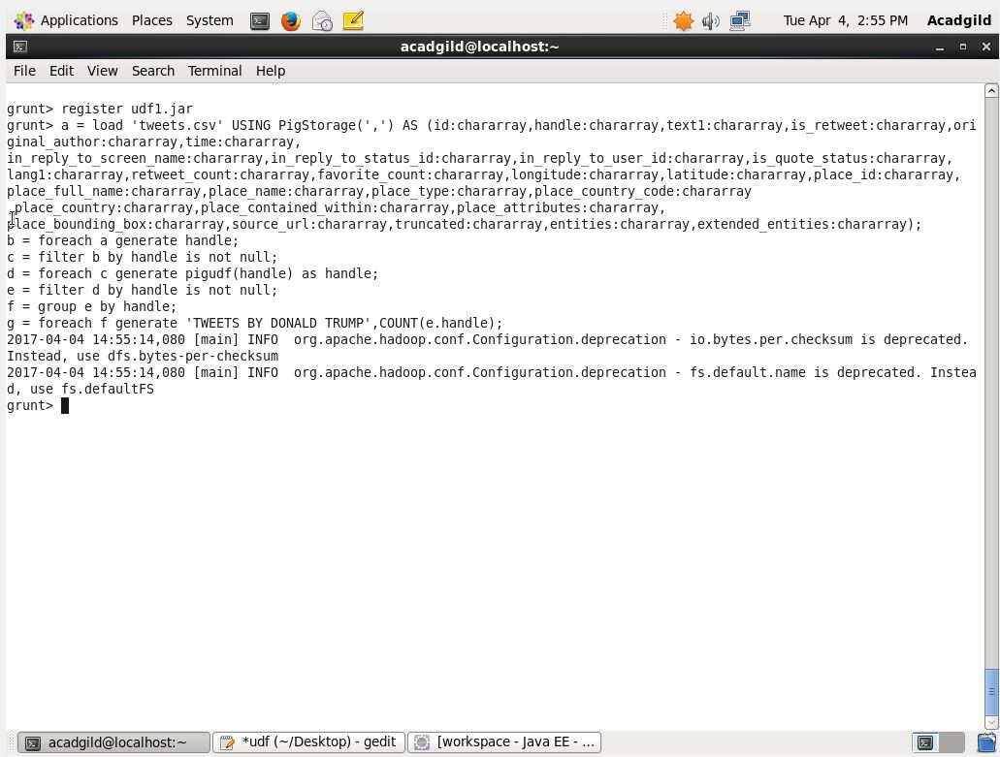 Applications Places System Tue Apr 4, 2:55 PM Acadgild
acadgild@localhost:~
File Edit View Search Terminal Help
grunt> register udf1.jar
grunt> a = load 'tweets.csv' USING PigStorage(',') AS (id:chararray,handle:chararray,text1:chararray,is_retweet:chararray,ori
ginal_author:chararray,time:chararray,
in_reply_to_screen_name:chararray,in_reply_to_status_id:chararray,in_reply_to_user_id:chararray,is_quote_status:chararray,
lang1:chararray,retweet_count:chararray,favorite_count:chararray,longitude:chararray,latitude:chararray,place_id:chararray,
place_full_name:chararray,place_name:chararray,place_type:chararray,place_country_code:chararray
,place_country:chararray,place_contained_within:chararray,place_attributes:chararray,
place_bounding_box:chararray,source_url:chararray,truncated:chararray,entities:chararray,extended_entities:chararray);
b = foreach a generate handle;
c = filter b by handle is not null;
d = foreach c generate pigudf(handle) as handle;
e = filter d by handle is not null;
f = group e by handle;
g = foreach f generate 'TWEETS BY DONALD TRUMP',COUNT(e.handle);
2017-04-04 14:55:14,080 [main] INFO  org.apache.hadoop.conf.Configuration.deprecation - io.bytes.per.checksum is deprecated.
Instead, use dfs.bytes-per-checksum
2017-04-04 14:55:14,080 [main] INFO  org.apache.hadoop.conf.Configuration.deprecation - fs.default.name is deprecated. Instea
d, use fs.defaultFS
grunt>
acadgild@localhost:~ *udf (~/Desktop) - gedit [workspace - Java EE - ...